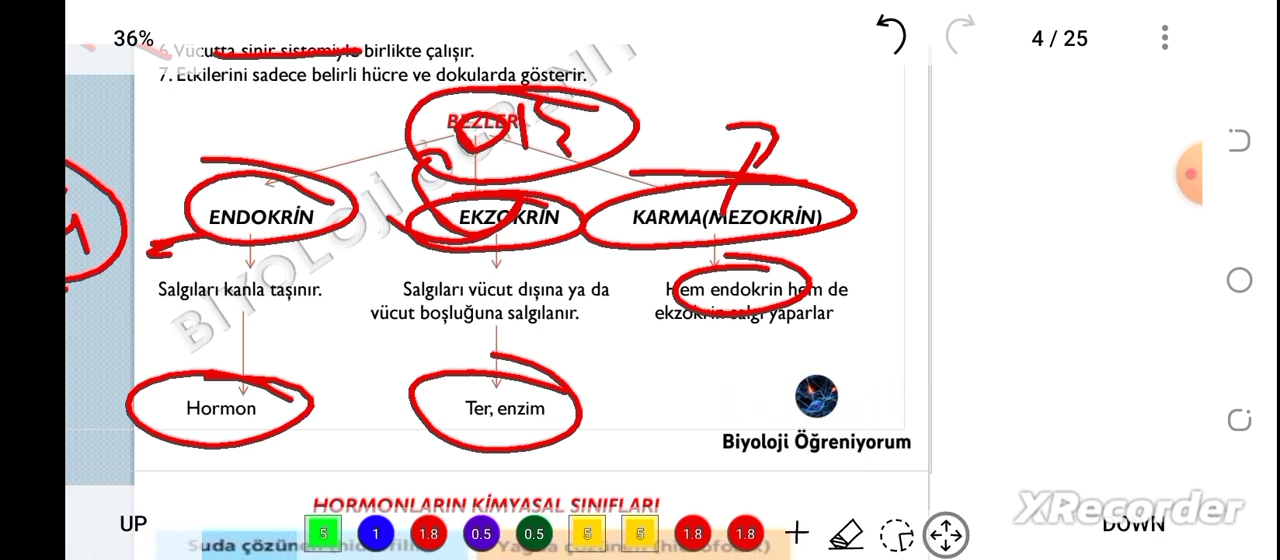 36%
4 / 25
6. Vücutta sinir sistemiyle birlikte çalışır.
7. Etkilerini sadece belirli hücre ve dokularda gösterir.
BEZLER
ENDOKRİN
EKZOKRİN
KARMA(MEZOKRİN)
Salgıları kanla taşınır.
Salgıları vücut dışına ya da
vücut boşluğuna salgılanır.
Hem endokrin hem de
ekzokrin salgı yaparlar
Hormon
Ter, enzim
Biyoloji Öğreniyorum
HORMONLARIN KİMYASAL SINIFLARI
UP
5 1 1.8 0.5 0.5 5 5 1.8 1.8
XRecorder
DOWN
Suda çözünen